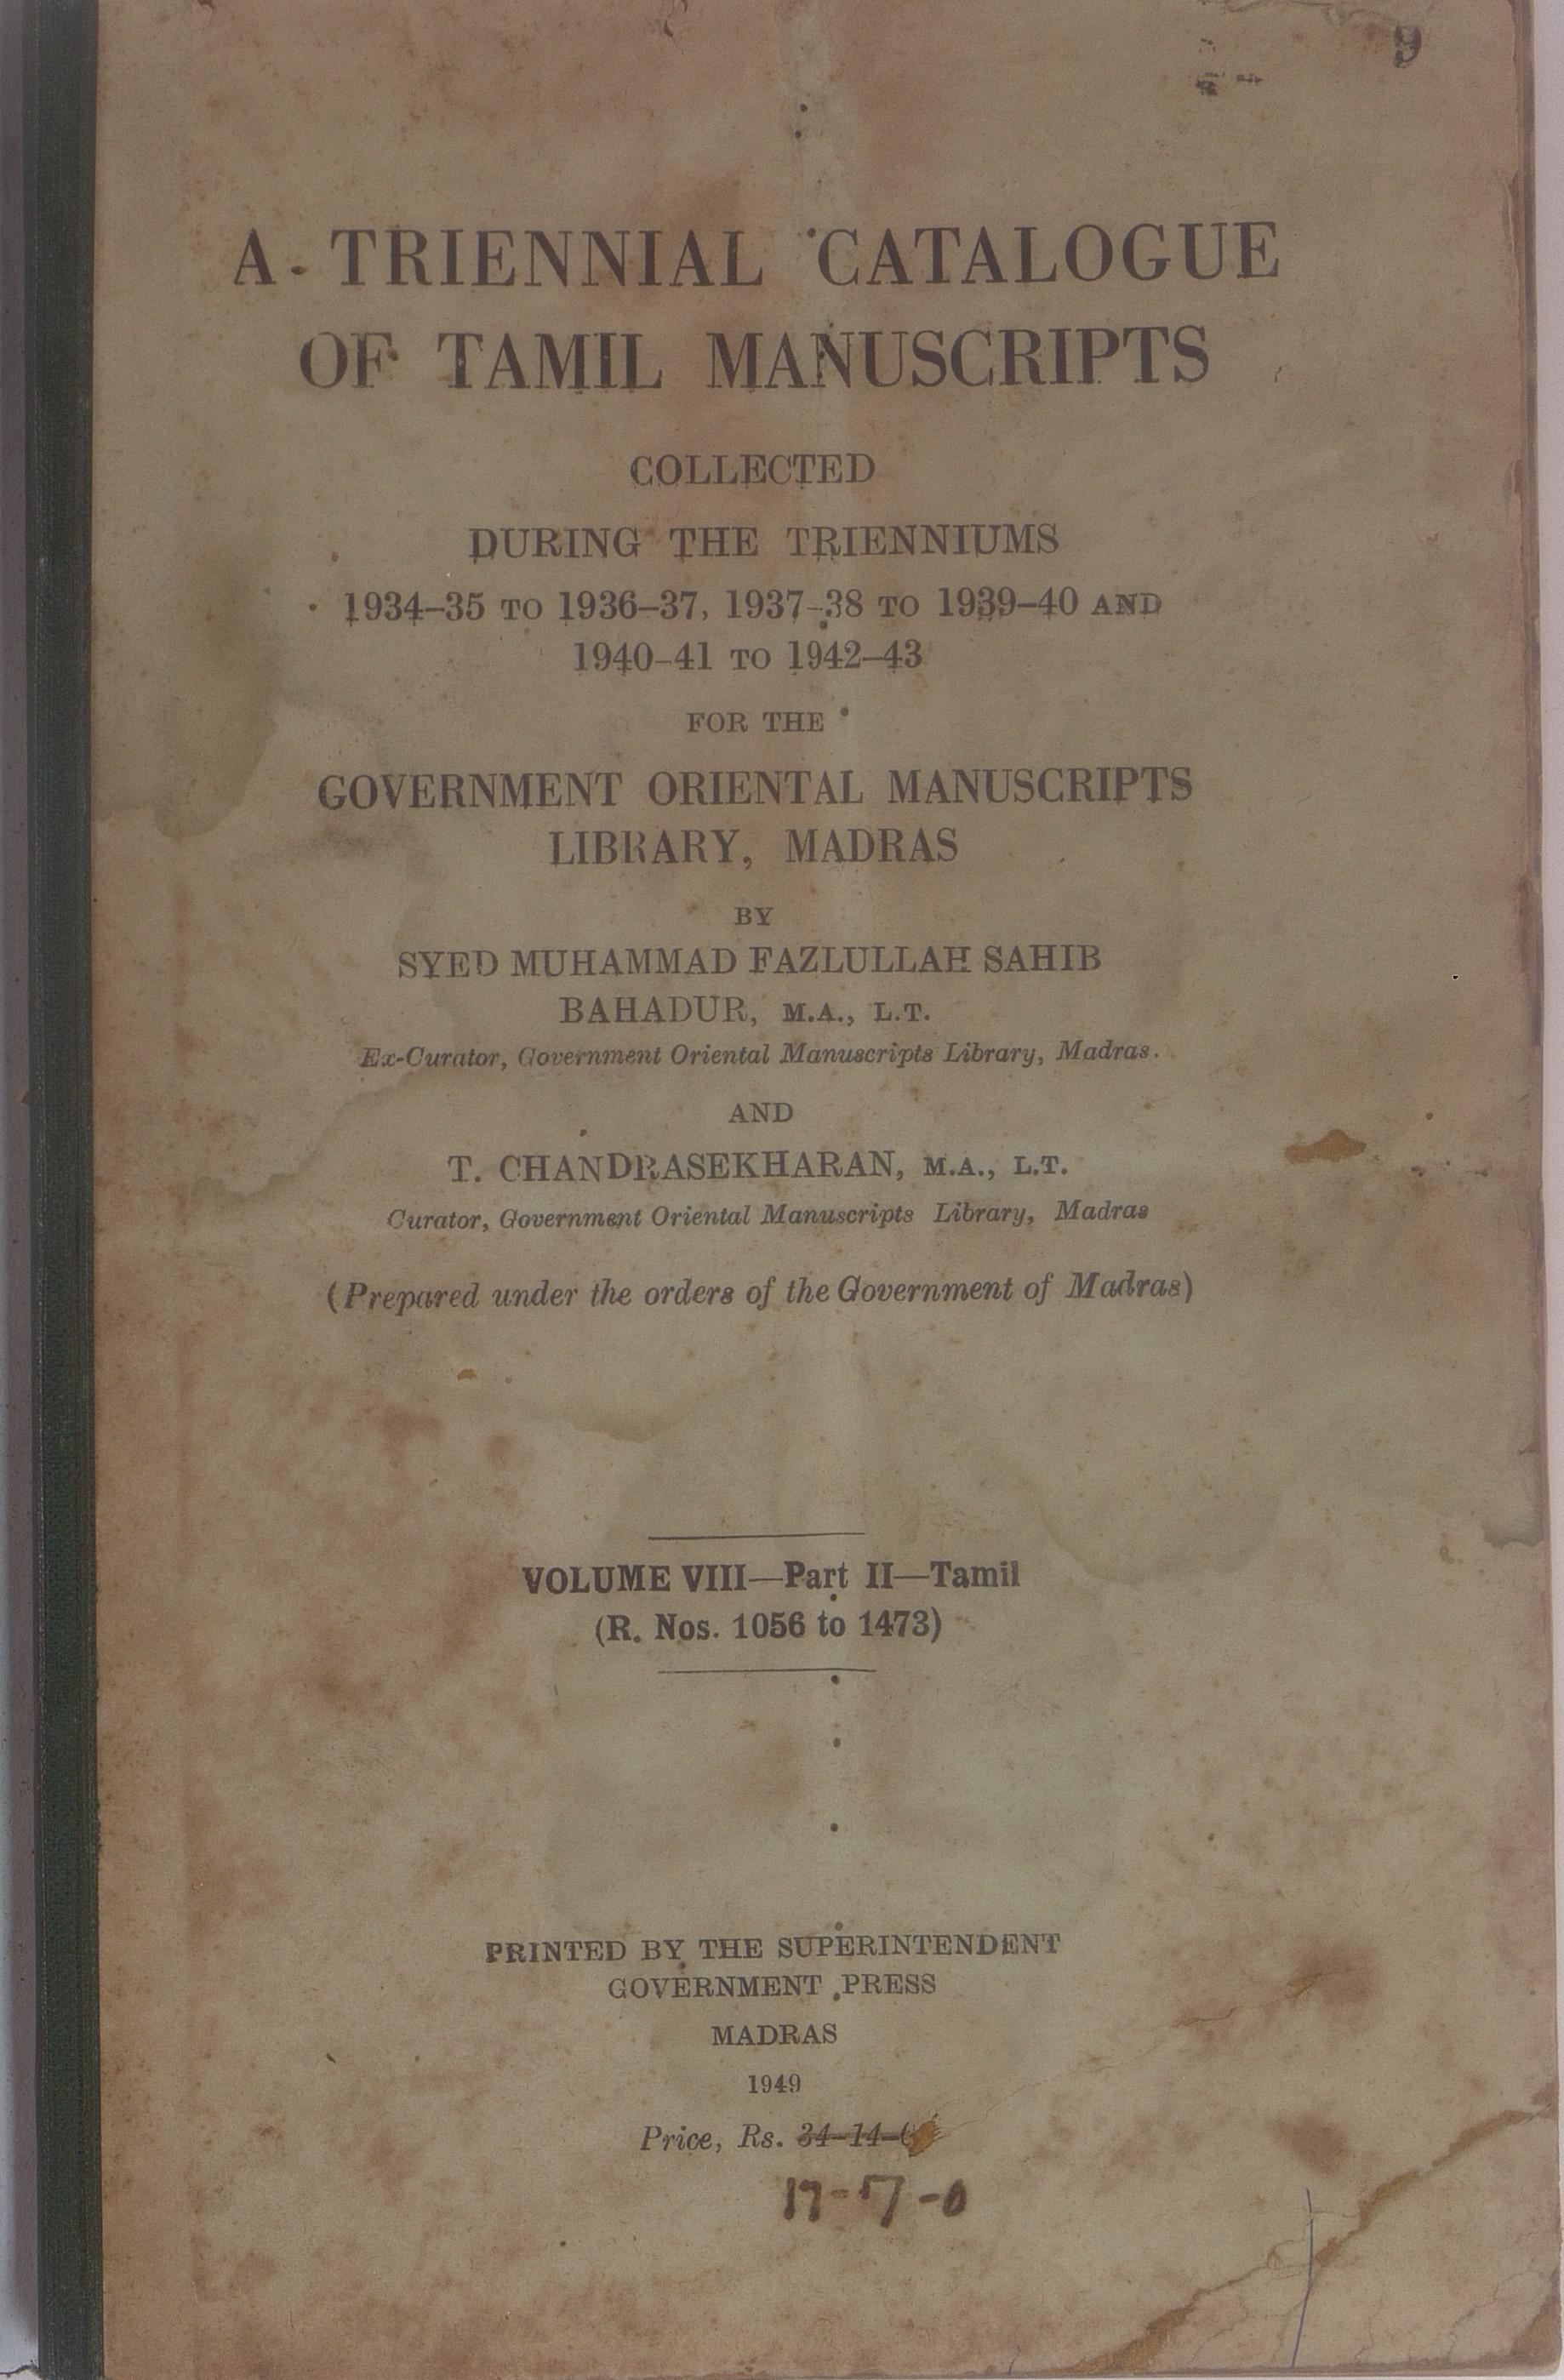 9
A TRIENNIAL CATALOGUE
OF TAMIL MANUSCRIPTS
COLLECTED
DURING THE TRIENNIUMS
1934–35 TO 1936–37, 1937–38 TO 1939–40 AND
1940–41 TO 1942–43
FOR THE
GOVERNMENT ORIENTAL MANUSCRIPTS
LIBRARY, MADRAS
BY
SYED MUHAMMAD FAZLULLAH SAHIB
BAHADUR, M.A., L.T.
Ex-Curator, Government Oriental Manuscripts Library, Madras.
AND
T. CHANDRASEKHARAN, M.A., L.T.
Curator, Government Oriental Manuscripts Library, Madras
(Prepared under the orders of the Government of Madras)
VOLUME VIII—Part II—Tamil
(R. Nos. 1056 to 1473)
PRINTED BY THE SUPERINTENDENT
GOVERNMENT PRESS
MADRAS
1949
Price, Rs. 34–14–
17-7-0